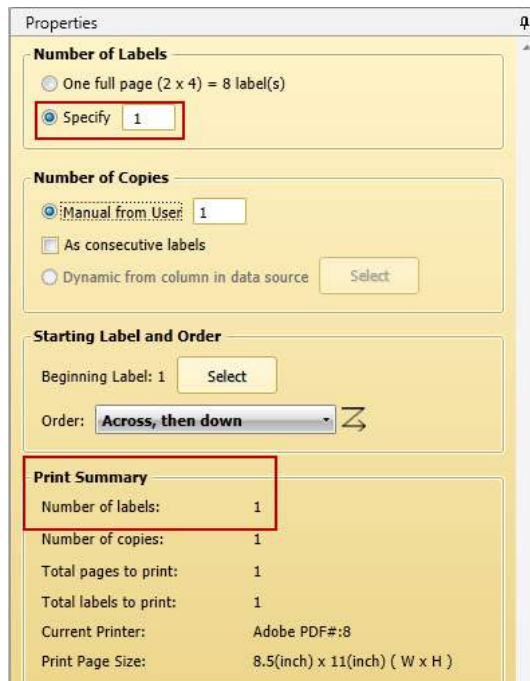 Properties
Number of Labels
One full page (2 x 4) = 8 label(s)
Specify 1
Number of Copies
Manual from User 1
As consecutive labels
Dynamic from column in data source Select
Starting Label and Order
Beginning Label: 1 Select
Order: Across, then down
Print Summary
Number of labels: 1
Number of copies: 1
Total pages to print: 1
Total labels to print: 1
Current Printer: Adobe PDF#:8
Print Page Size: 8.5(inch) x 11(inch) ( W x H )